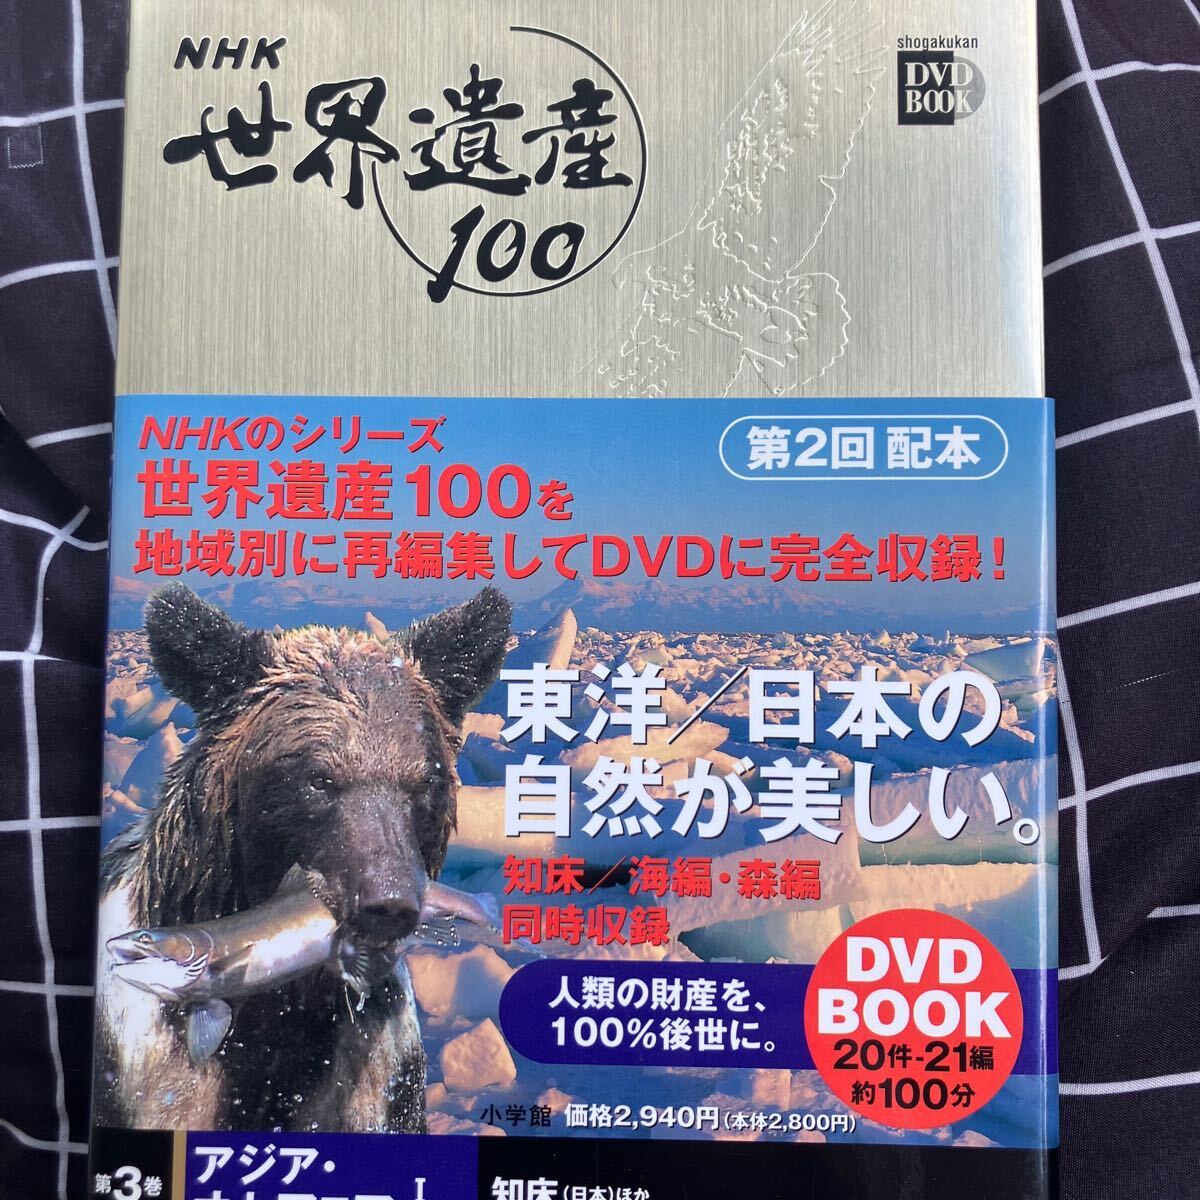 NHK
世界遺産
100
shogakukan
DVD
BOOK
NHKのシリーズ
世界遺産100を
地域別に再編集してDVDに完全収録!
第2回 配本
東洋/日本の
自然が美しい。
知床/海編・森編
同時収録
人類の財産を、
100%後世に。
DVD
BOOK
20件-21編
約100分
小学館 価格2,940円(本体2,800円)
第3巻
アジア・
I
知床(日本)ほか